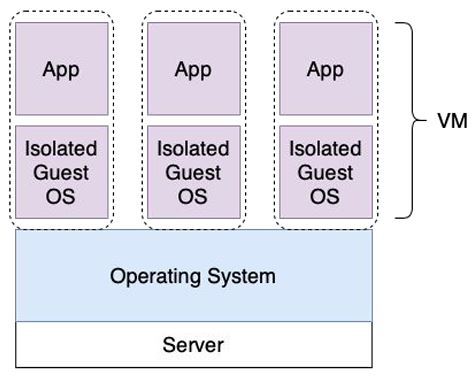 App
App
App
VM
Isolated
Guest
OS
Isolated
Guest
OS
Isolated
Guest
OS
Operating System
Server